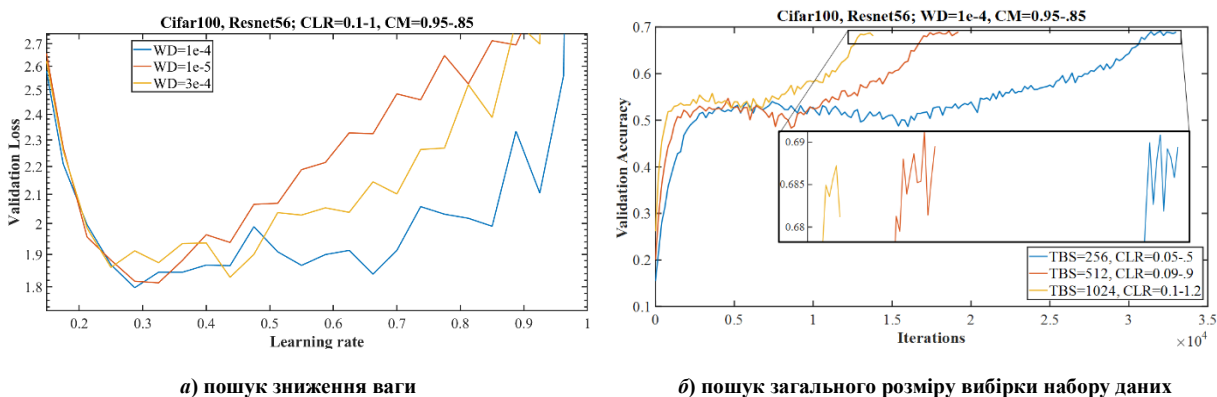 Cifar100, Resnet56; CLR=0.1-1, CM=0.95-.85
WD=1e-4
WD=1e-5
WD=3e-4
2.7
2.6
2.5
2.4
2.3
2.2
2.1
2
1.9
1.8
Validation Loss
0.2
0.3
0.4
0.5
0.6
0.7
0.8
0.9
1
Learning rate
а) пошук зниження ваги
Cifar100, Resnet56; WD=1e-4, CM=0.95-.85
0.7
0.6
0.5
0.4
0.3
0.2
0.1
Validation Accuracy
0.69
0.685
0.68
TBS=256, CLR=0.05-.5
TBS=512, CLR=0.09-.9
TBS=1024, CLR=0.1-1.2
0
0.5
1
1.5
2
2.5
3
3.5
×10⁴
Iterations
б) пошук загального розміру вибірки набору даних